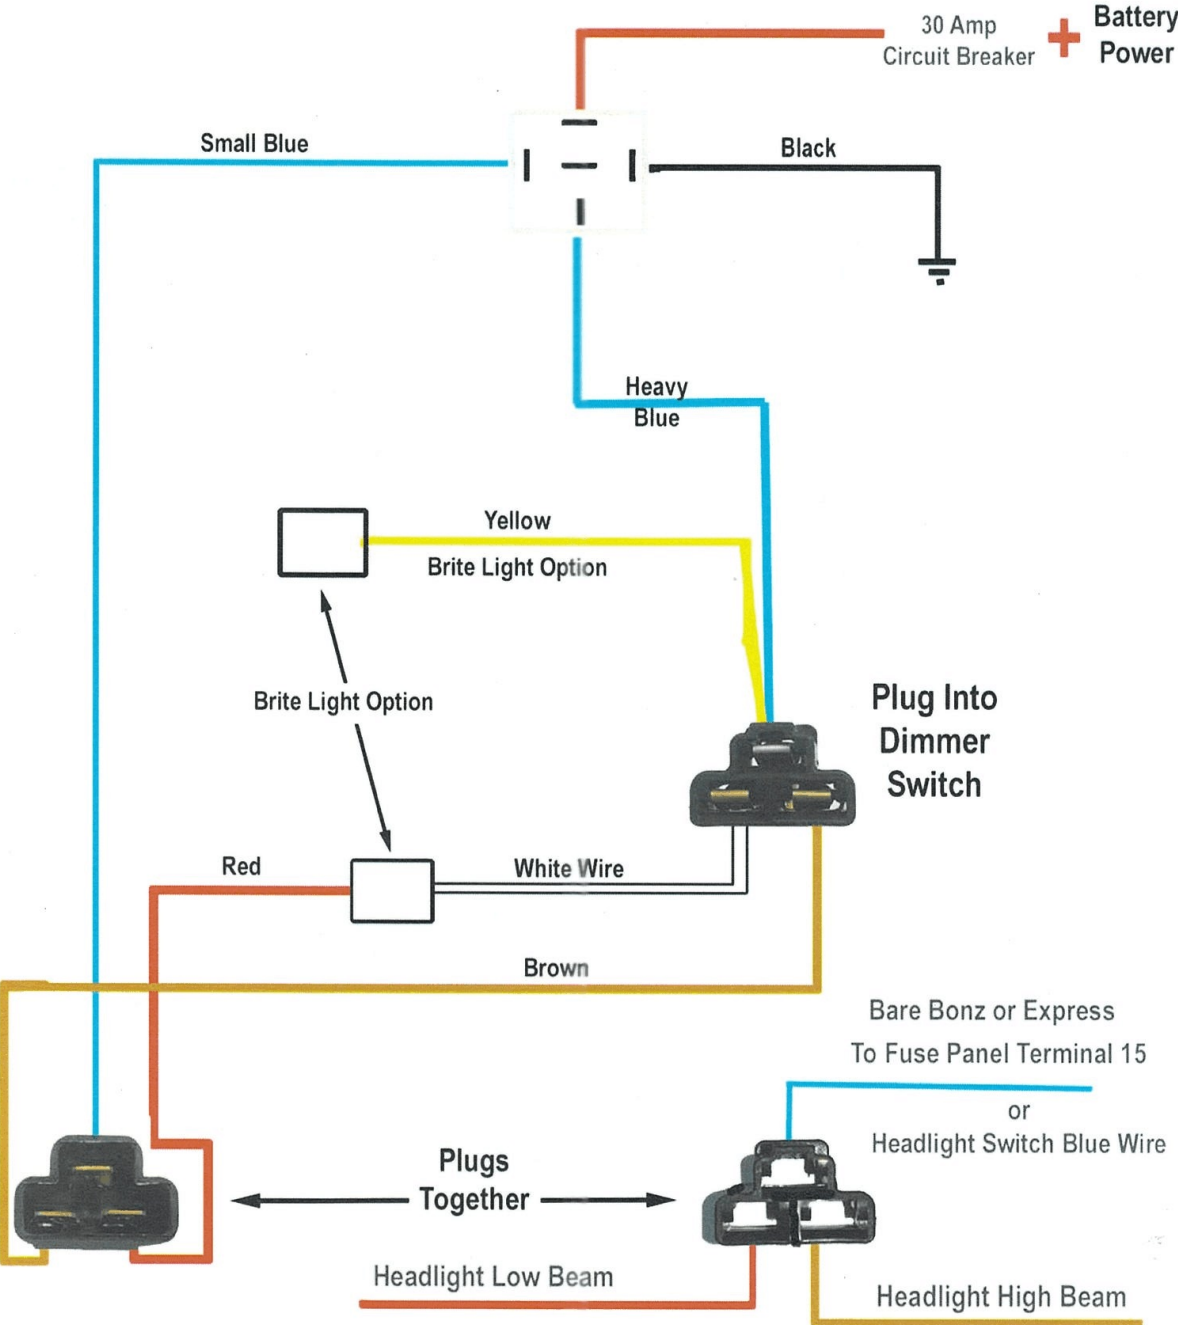 30 Amp
Circuit Breaker
Battery
Power
Small Blue
Black
Heavy
Blue
Yellow
Brite Light Option
Brite Light Option
Plug Into
Dimmer
Switch
Red
White Wire
Brown
Bare Bonz or Express
To Fuse Panel Terminal 15
or
Headlight Switch Blue Wire
Plugs
Together
Headlight Low Beam
Headlight High Beam